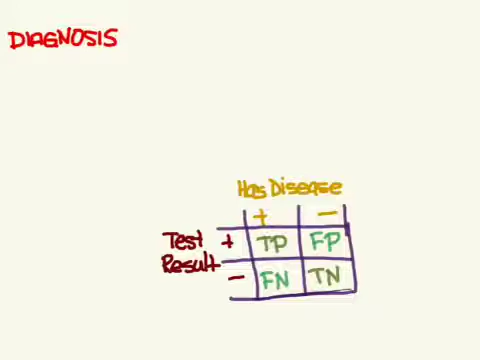 DIAGNOSIS
Has Disease
+ −
Test Result
+ TP FP
− FN TN